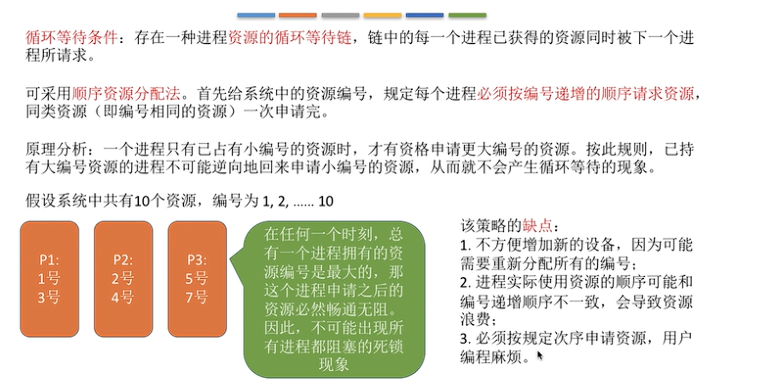 循环等待条件：存在一种进程资源的循环等待链，链中的每一个进程已获得的资源同时被下一个进
程所请求。
可采用顺序资源分配法。首先给系统中的资源编号，规定每个进程必须按编号递增的顺序请求资源，
同类资源（即编号相同的资源）一次申请完。
原理分析：一个进程只有已占有小编号的资源时，才有资格申请更大编号的资源。按此规则，已持
有大编号资源的进程不可能逆向地回来申请小编号的资源，从而就不会产生循环等待的现象。
假设系统中共有10个资源，编号为 1, 2, ...... 10
P1:
1号
3号
P2:
2号
4号
P3:
5号
7号
在任何一个时刻，总
有一个进程拥有的资
源编号是最大的，那
这个进程申请之后的
资源必然畅通无阻。
因此，不可能出现所
有进程都阻塞的死锁
现象
该策略的缺点：
1. 不方便增加新的设备，因为可能
需要重新分配所有的编号；
2. 进程实际使用资源的顺序可能和
编号递增顺序不一致，会导致资源
浪费；
3. 必须按规定次序申请资源，用户
编程麻烦。